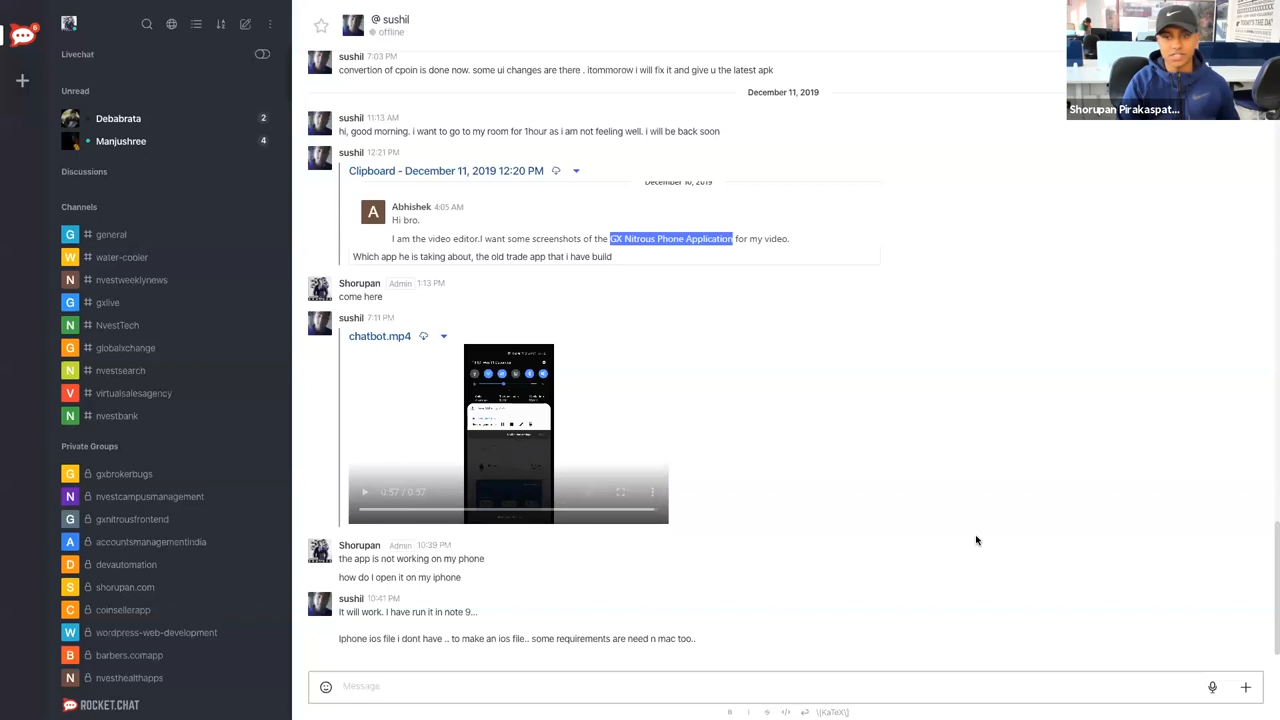 6
@ sushil
offline
Livechat
Unread
Debabrata 2
Manjushree 4
Discussions
Channels
G # general
W # water-cooler
N # nvestweeklynews
G # gxlive
N # NvestTech
G # globalxchange
N # nvestsearch
V # virtualsalesagency
N # nvestbank
Private Groups
G gxbrokerbugs
N nvestcampusmanagement
G gxnitrousfrontend
A accountsmanagementindia
D devautomation
S shorupan.com
C coinsellerapp
W wordpress-web-development
B barbers.comapp
N nvesthealthapps
ROCKET.CHAT
sushil 7:03 PM
convertion of cpoin is done now. some ui changes are there . itommorow i will fix it and give u the latest apk
December 11, 2019
sushil 11:13 AM
hi, good morning. i want to go to my room for 1hour as i am not feeling well. i will be back soon
sushil 12:21 PM
Clipboard - December 11, 2019 12:20 PM
December 10, 2019
A Abhishek 4:05 AM
Hi bro.
I am the video editor.I want some screenshots of the GX Nitrous Phone Application for my video.
Which app he is taking about, the old trade app that i have build
Shorupan Admin 1:13 PM
come here
sushil 7:11 PM
chatbot.mp4
0:57 / 0:57
Shorupan Admin 10:39 PM
the app is not working on my phone
how do I open it on my iphone
sushil 10:41 PM
It will work. I have run it in note 9...
Iphone ios file i dont have .. to make an ios file.. some requirements are need n mac too..
Message
B I S </> \[KaTeX\]
Shorupan Pirakaspat...